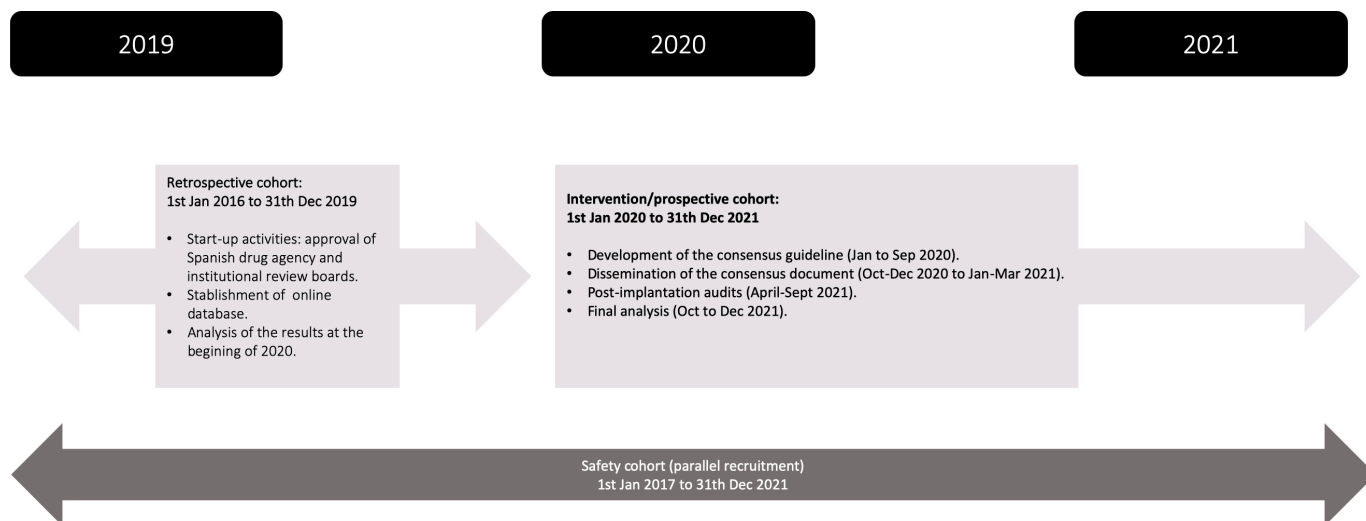 2019
2020
2021
Retrospective cohort:
1st Jan 2016 to 31th Dec 2019
• Start-up activities: approval of
Spanish drug agency and
institutional review boards.
• Stablishment of online
database.
• Analysis of the results at the
begining of 2020.
Intervention/prospective cohort:
1st Jan 2020 to 31th Dec 2021
• Development of the consensus guideline (Jan to Sep 2020).
• Dissemination of the consensus document (Oct-Dec 2020 to Jan-Mar 2021).
• Post-implantation audits (April-Sept 2021).
• Final analysis (Oct to Dec 2021).
Safety cohort (parallel recruitment)
1st Jan 2017 to 31th Dec 2021